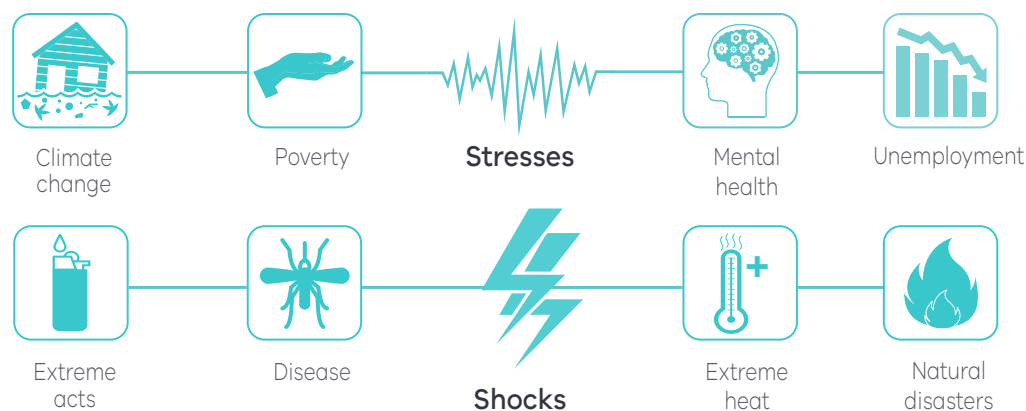 Climate
change
Poverty
Stresses
Mental
health
Unemployment
Extreme
acts
Disease
Shocks
Extreme
heat
Natural
disasters